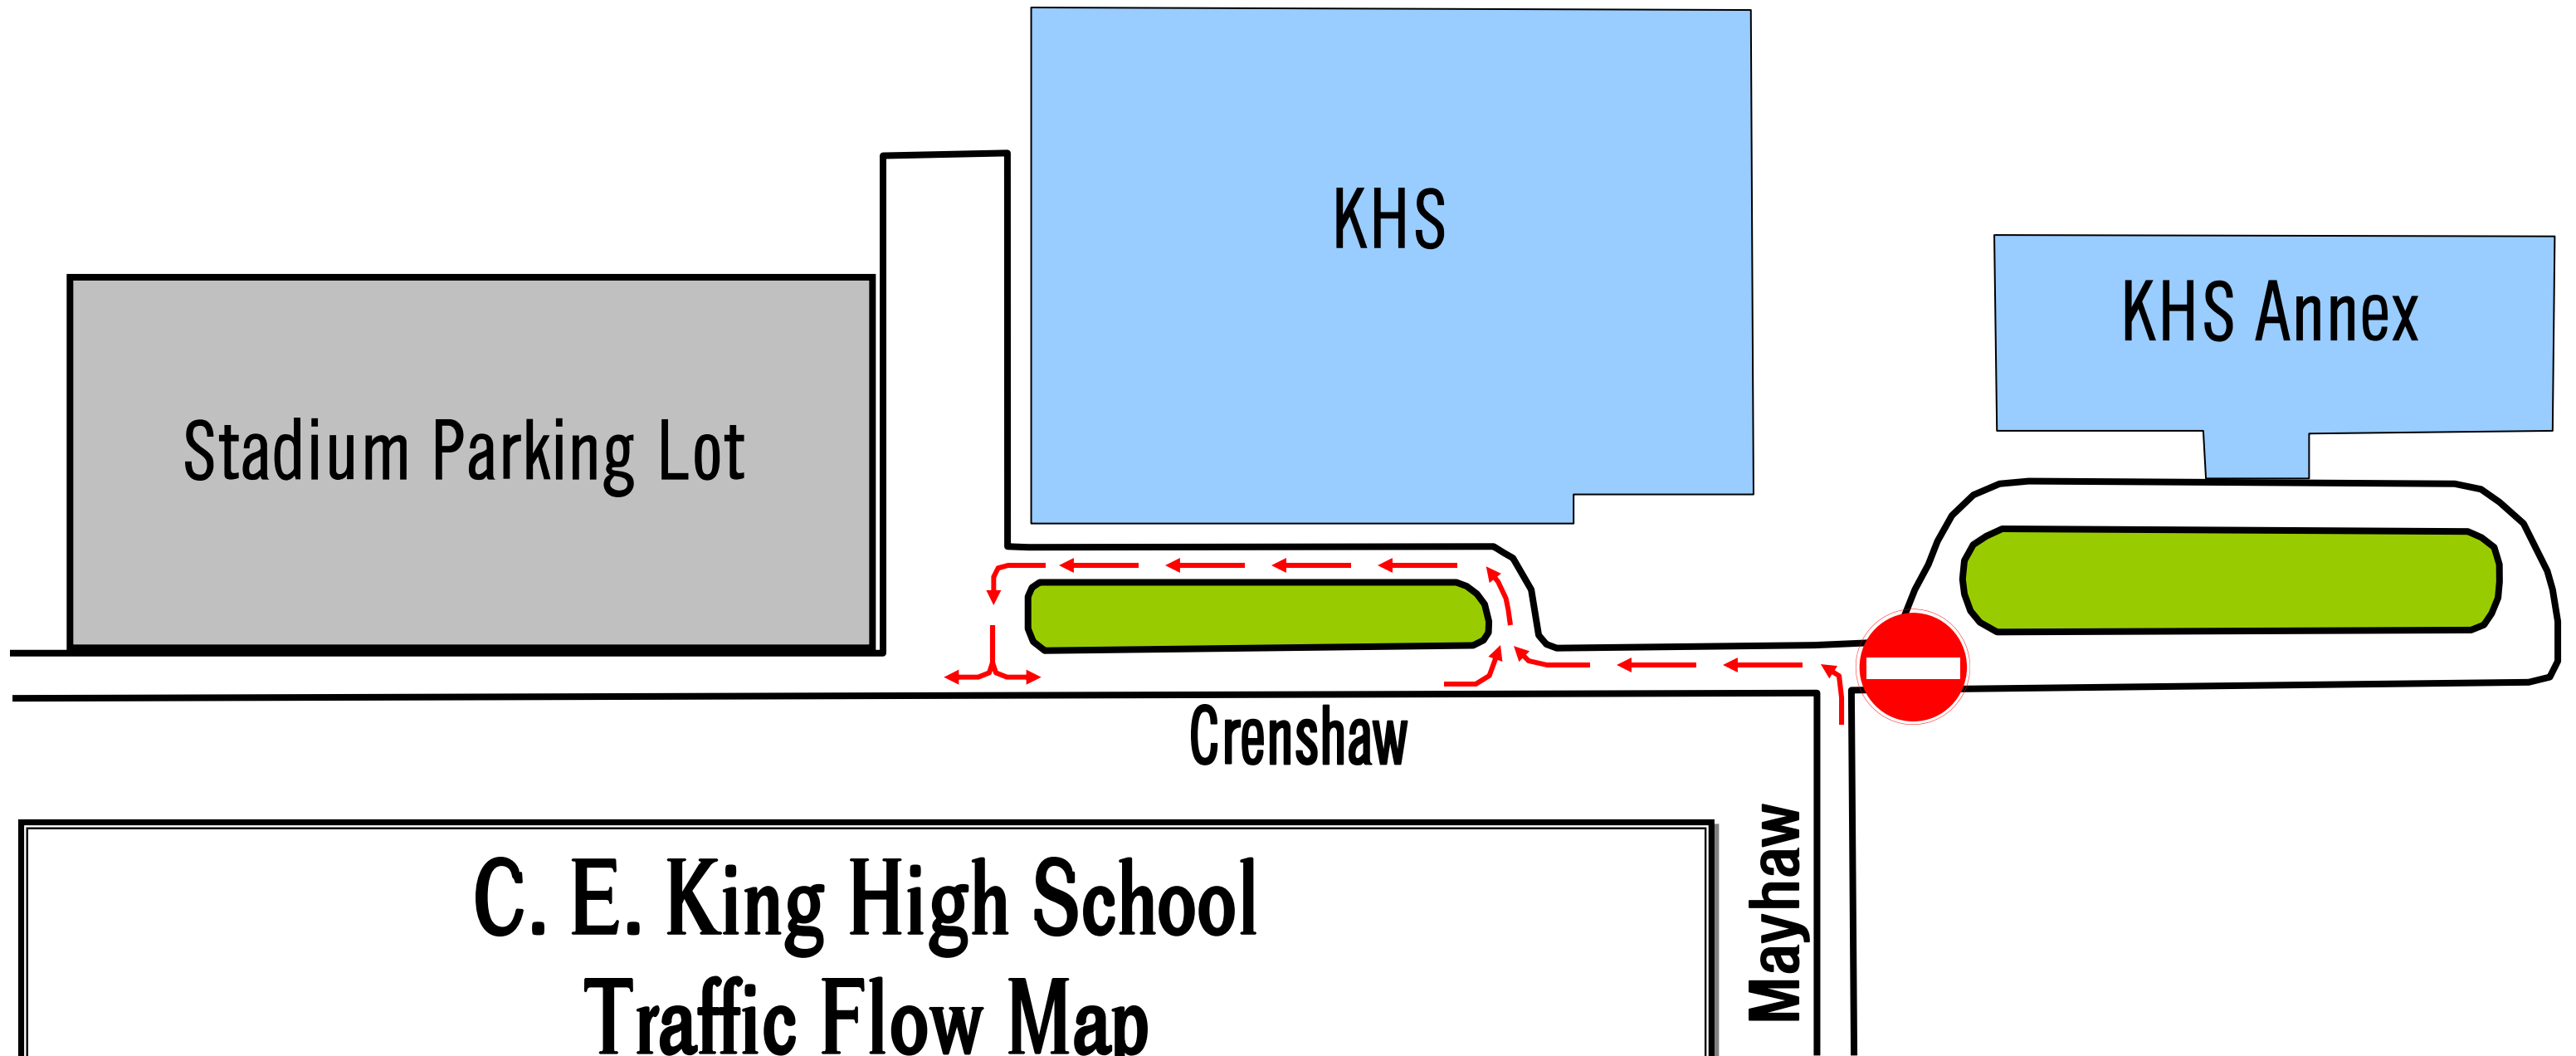 KHS
KHS Annex
Stadium Parking Lot
Crenshaw
Mayhaw
C. E. King High School
Traffic Flow Map